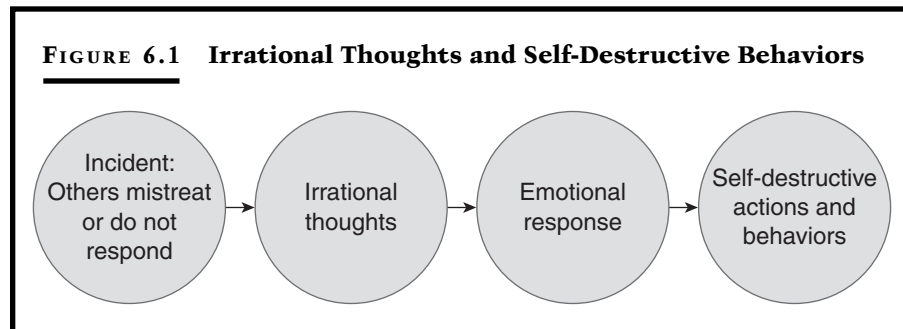 FIGURE 6.1 Irrational Thoughts and Self-Destructive Behaviors
Incident:
Others mistreat
or do not
respond
Irrational
thoughts
Emotional
response
Self-destructive
actions and
behaviors